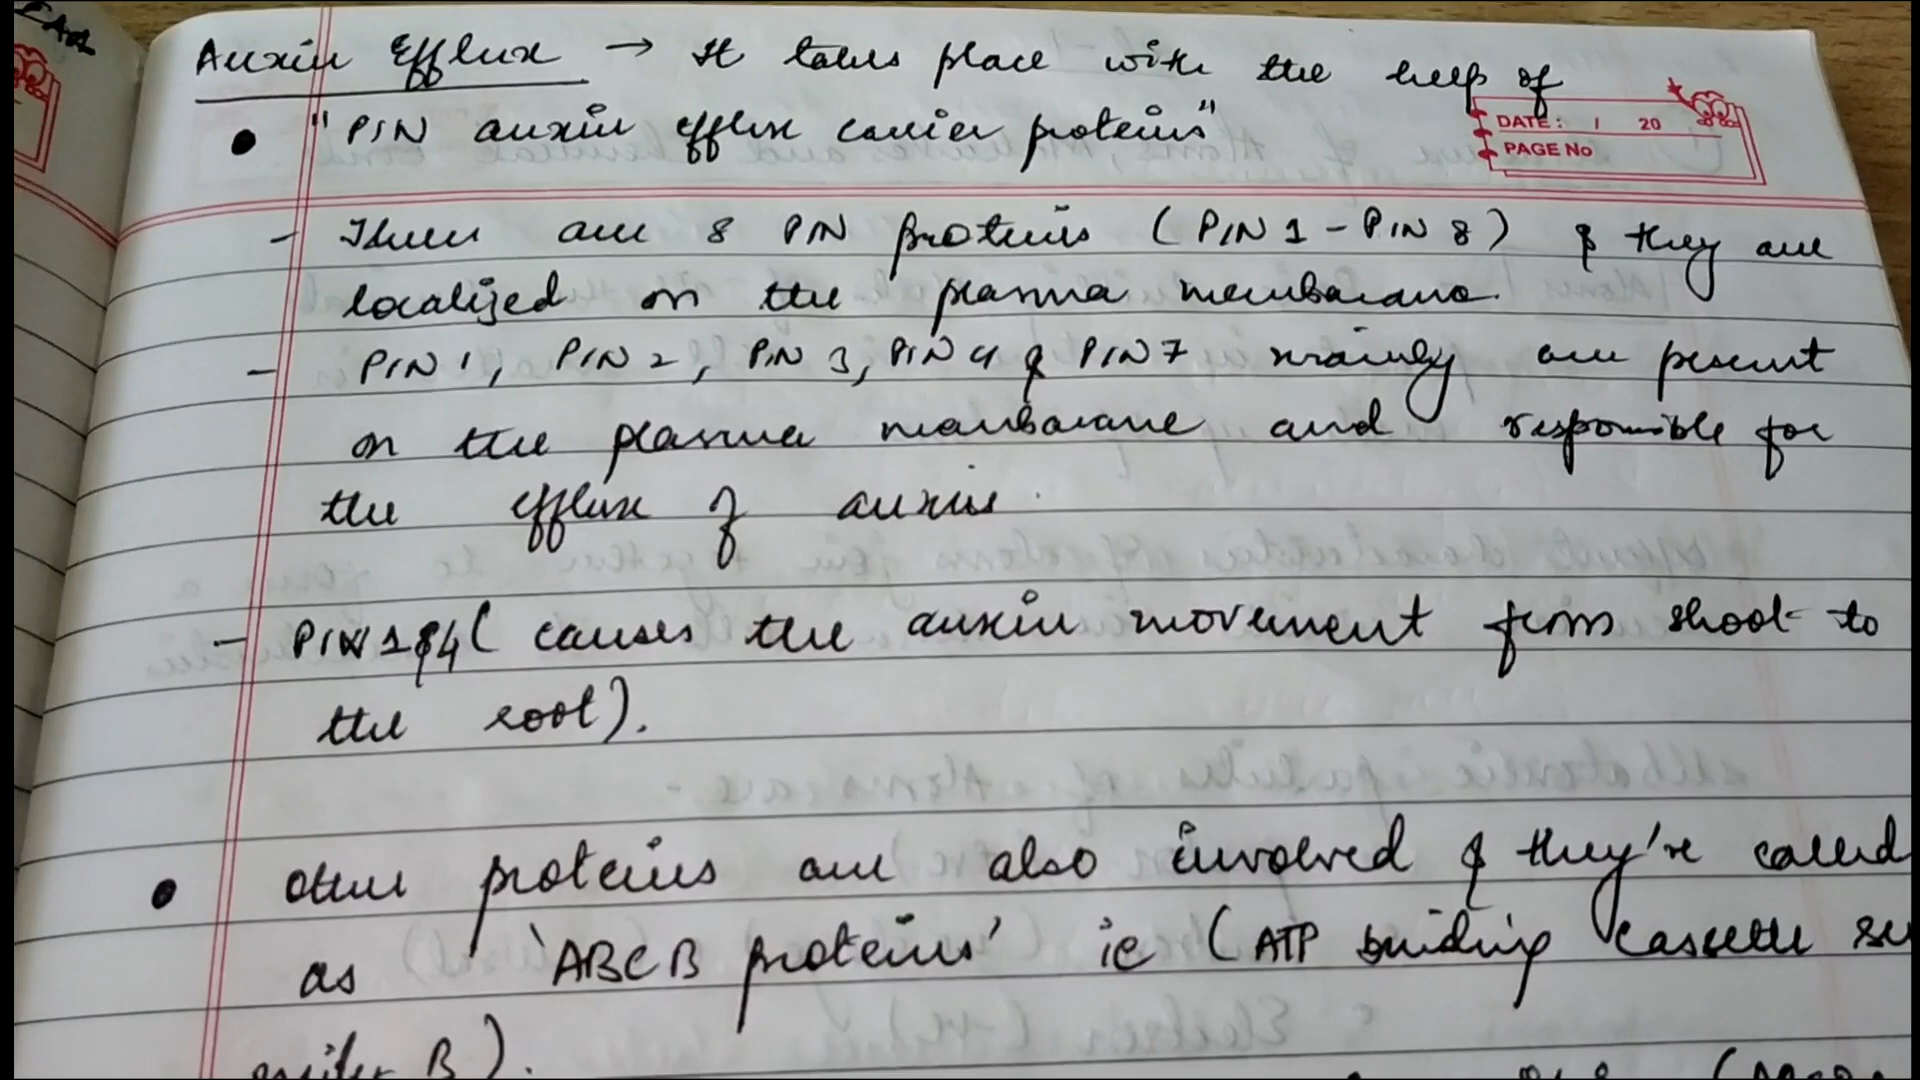 Auxin Efflux → It takes place with the help of
• "PIN auxin efflux carrier proteins"
DATE: / 20
PAGE No
- There are 8 PIN proteins (PIN 1 - PIN 8) & they are
localized on the plasma membrane.
- PIN 1, PIN 2, PIN 3, PIN 4 & PIN 7 mainly are present
on the plasma membrane and responsible for
the efflux of auxin.
- PIN 1 & 4 ( causes the auxin movement from shoot to
the root).
• Other proteins are also involved & they're called
as 'ABCB proteins' ie (ATP binding cassette su
B).